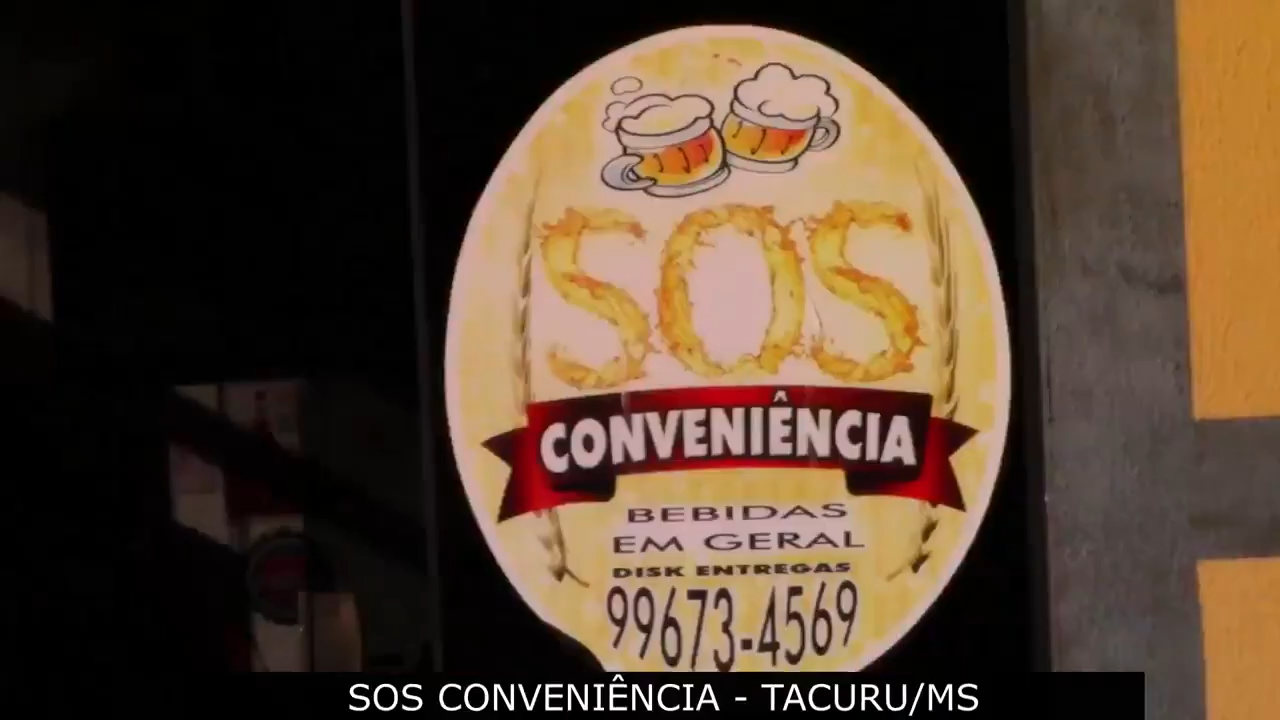 SOS
CONVENIÊNCIA
BEBIDAS
EM GERAL
DISK ENTREGAS
99673-4569
SOS CONVENIÊNCIA - TACURU/MS